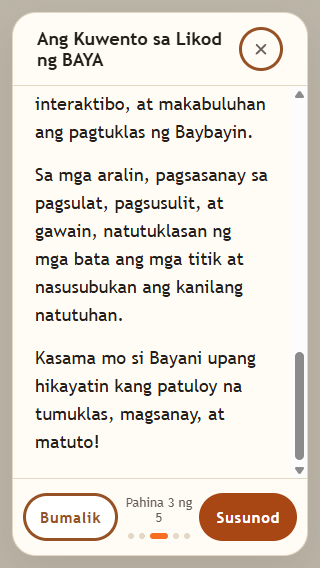 Ang Kuwento sa Likod
ng BAYA
interaktibo, at makabuluhan
ang pagtuklas ng Baybayin.
Sa mga aralin, pagsasanay sa
pagsulat, pagsusulit, at
gawain, natutuklasan ng
mga bata ang mga titik at
nasusubukan ang kanilang
natutuhan.
Kasama mo si Bayani upang
hikayatin kang patuloy na
tumuklas, magsanay, at
matuto!
Bumalik
Pahina 3 ng
5
Susunod